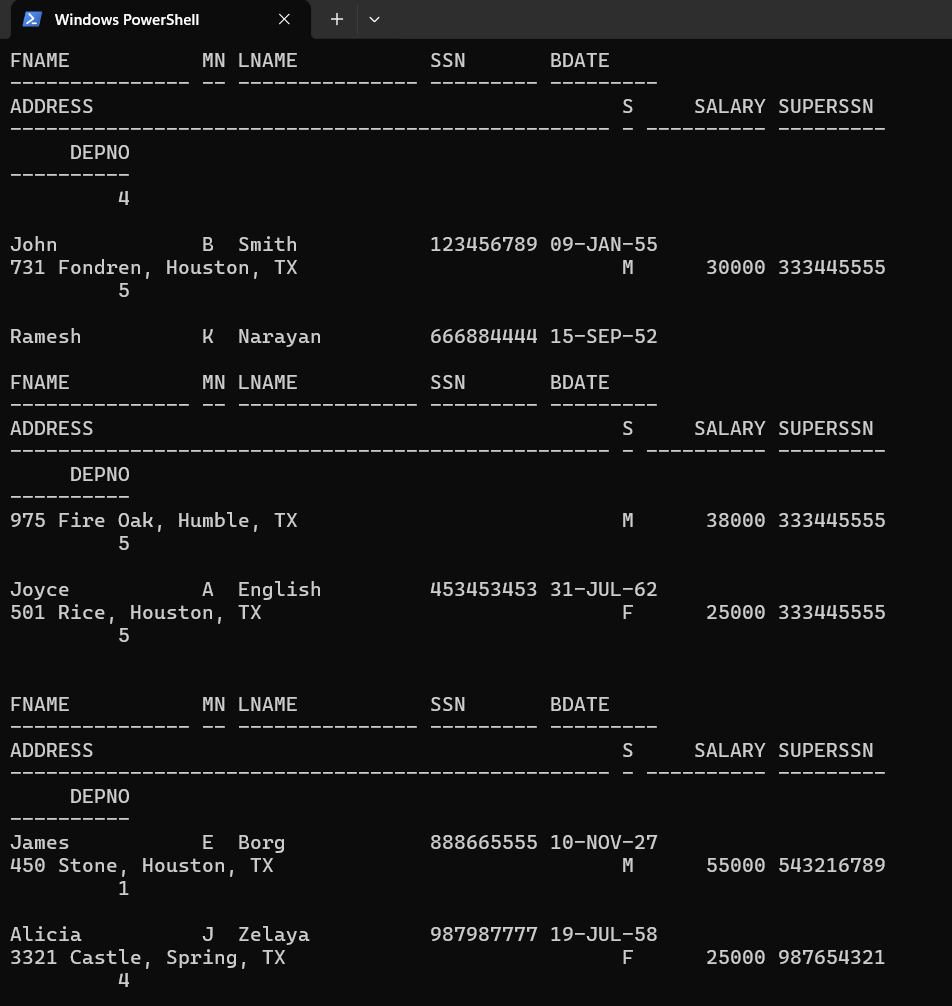 Windows PowerShell
FNAME           MN LNAME           SSN       BDATE
--------------- -- --------------- --------- ---------
ADDRESS                                            S     SALARY SUPERSSN
-------------------------------------------------- - ---------- ---------
     DEPNO
----------
         4
John            B  Smith           123456789 09-JAN-55
731 Fondren, Houston, TX                           M      30000 333445555
         5
Ramesh          K  Narayan         666884444 15-SEP-52
FNAME           MN LNAME           SSN       BDATE
--------------- -- --------------- --------- ---------
ADDRESS                                            S     SALARY SUPERSSN
-------------------------------------------------- - ---------- ---------
     DEPNO
----------
975 Fire Oak, Humble, TX                           M      38000 333445555
         5
Joyce           A  English         453453453 31-JUL-62
501 Rice, Houston, TX                              F      25000 333445555
         5
FNAME           MN LNAME           SSN       BDATE
--------------- -- --------------- --------- ---------
ADDRESS                                            S     SALARY SUPERSSN
-------------------------------------------------- - ---------- ---------
     DEPNO
----------
James           E  Borg            888665555 10-NOV-27
450 Stone, Houston, TX                             M      55000 543216789
         1
Alicia          J  Zelaya          987987777 19-JUL-58
3321 Castle, Spring, TX                            F      25000 987654321
         4